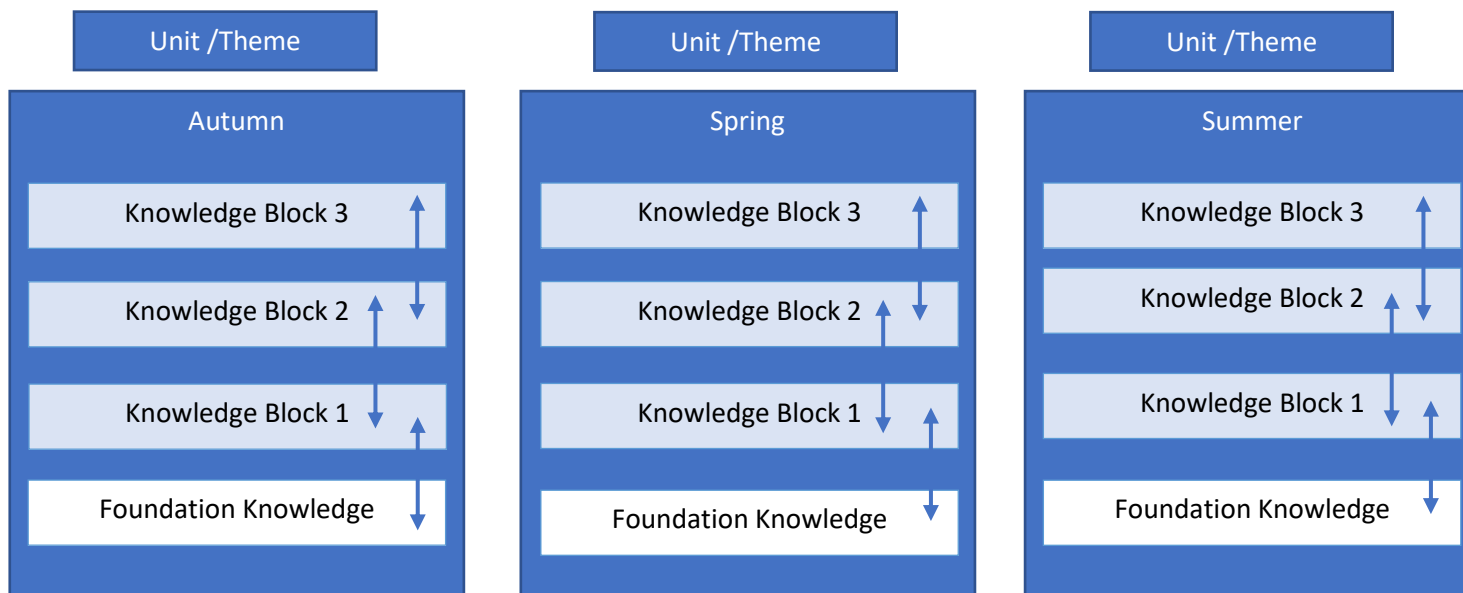 Unit /Theme
Autumn
Knowledge Block 3
Knowledge Block 2
Knowledge Block 1
Foundation Knowledge
Unit /Theme
Spring
Knowledge Block 3
Knowledge Block 2
Knowledge Block 1
Foundation Knowledge
Unit /Theme
Summer
Knowledge Block 3
Knowledge Block 2
Knowledge Block 1
Foundation Knowledge